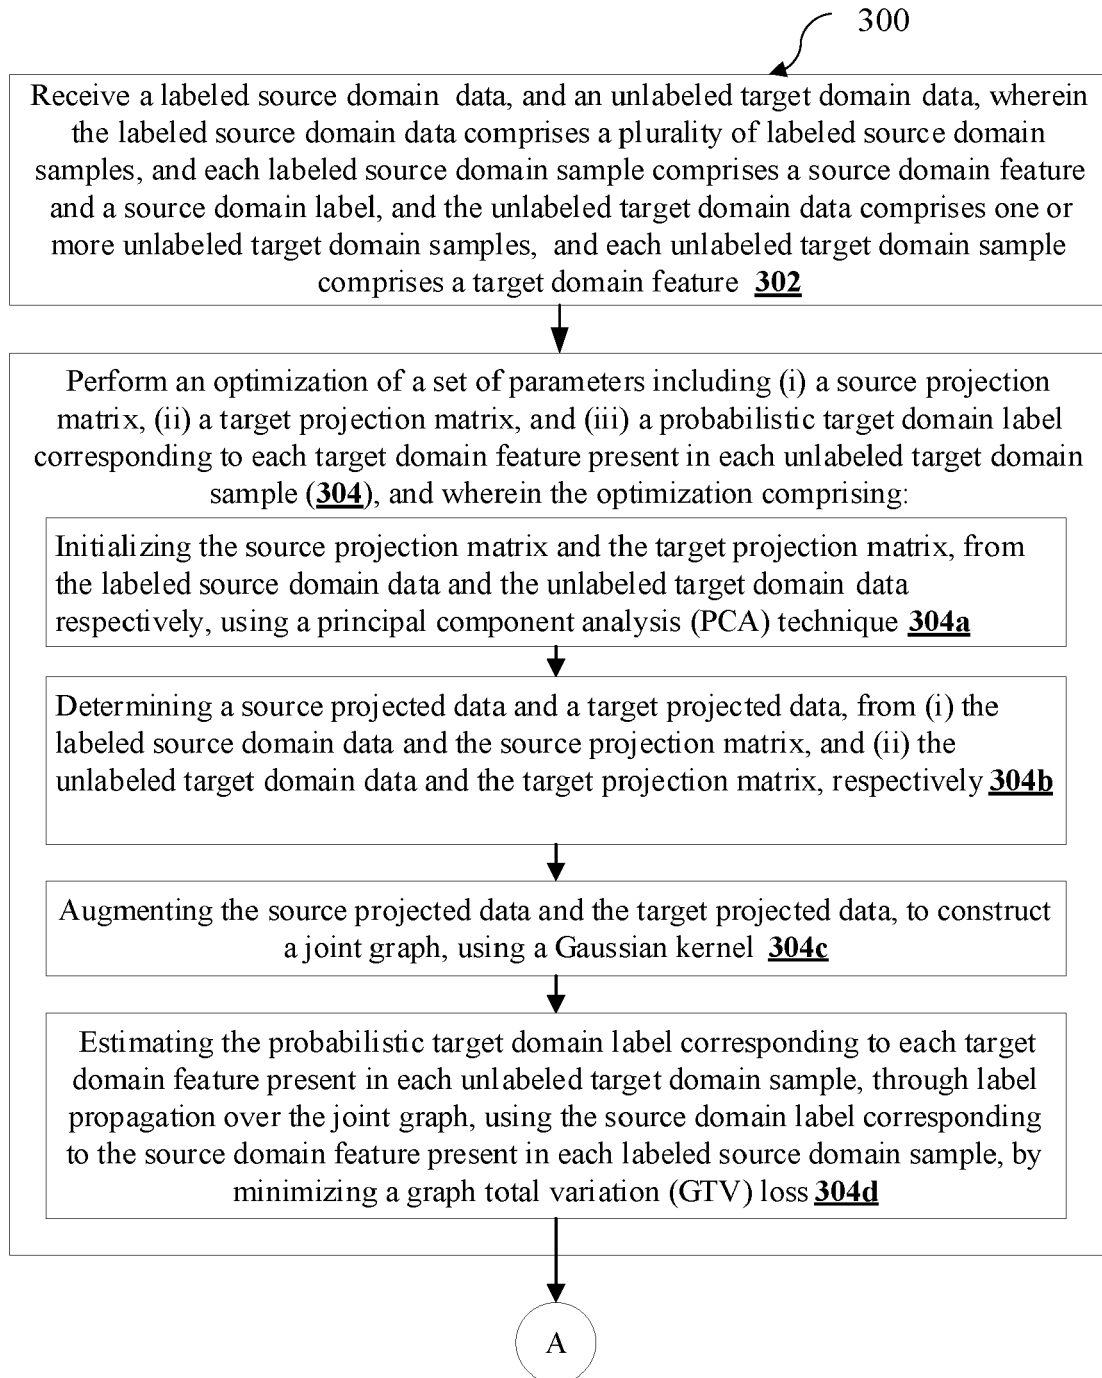 300
Receive a labeled source domain data, and an unlabeled target domain data, wherein
the labeled source domain data comprises a plurality of labeled source domain
samples, and each labeled source domain sample comprises a source domain feature
and a source domain label, and the unlabeled target domain data comprises one or
more unlabeled target domain samples, and each unlabeled target domain sample
comprises a target domain feature 302
Perform an optimization of a set of parameters including (i) a source projection
matrix, (ii) a target projection matrix, and (iii) a probabilistic target domain label
corresponding to each target domain feature present in each unlabeled target domain
sample (304), and wherein the optimization comprising:
Initializing the source projection matrix and the target projection matrix, from
the labeled source domain data and the unlabeled target domain data
respectively, using a principal component analysis (PCA) technique 304a
Determining a source projected data and a target projected data, from (i) the
labeled source domain data and the source projection matrix, and (ii) the
unlabeled target domain data and the target projection matrix, respectively 304b
Augmenting the source projected data and the target projected data, to construct
a joint graph, using a Gaussian kernel 304c
Estimating the probabilistic target domain label corresponding to each target
domain feature present in each unlabeled target domain sample, through label
propagation over the joint graph, using the source domain label corresponding
to the source domain feature present in each labeled source domain sample, by
minimizing a graph total variation (GTV) loss 304d
A